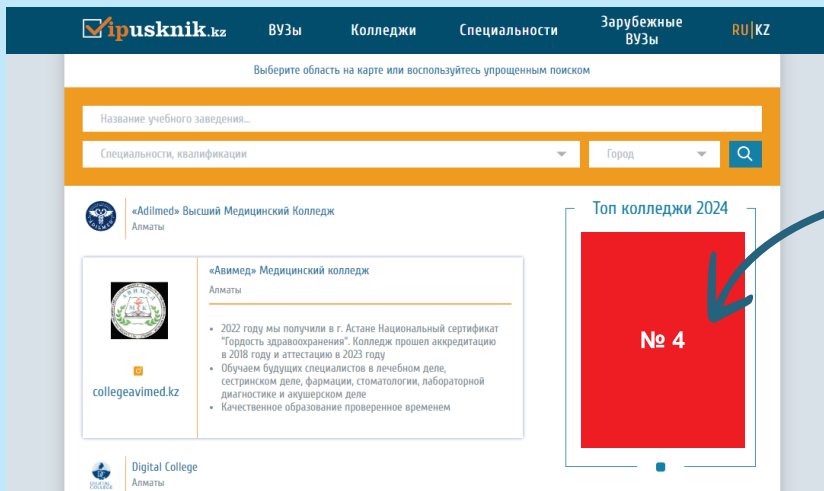 Vipusknik.kz
ВУЗы
Колледжи
Специальности
Зарубежные
ВУЗы
RU|KZ
Выберите область на карте или воспользуйтесь упрощенным поиском
Название учебного заведения...
Специальности, квалификации
Город
«Adilmed» Высший Медицинский Колледж
Алматы
Топ колледжи 2024
№ 4
«Авимед» Медицинский колледж
Алматы
• 2022 году мы получили в г. Астане Национальный сертификат
"Гордость здравоохранения". Колледж прошел аккредитацию
в 2018 году и аттестацию в 2023 году
• Обучаем будущих специалистов в лечебном деле,
сестринском деле, фармации, стоматологии, лабораторной
диагностике и акушерском деле
• Качественное образование проверенное временем
collegeavimed.kz
Digital College
Алматы